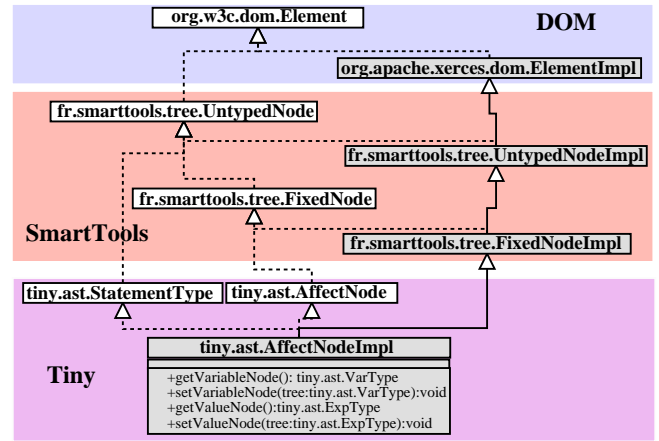 org.w3c.dom.Element
DOM
org.apache.xerces.dom.ElementImpl
fr.smarttools.tree.UntypedNode
fr.smarttools.tree.UntypedNodeImpl
fr.smarttools.tree.FixedNode
SmartTools
fr.smarttools.tree.FixedNodeImpl
tiny.ast.StatementType
tiny.ast.AffectNode
tiny.ast.AffectNodeImpl
Tiny
+getVariableNode(): tiny.ast.VarType
+setVariableNode(tree:tiny.ast.VarType):void
+getValueNode():tiny.ast.ExpType
+setValueNode(tree:tiny.ast.ExpType):void